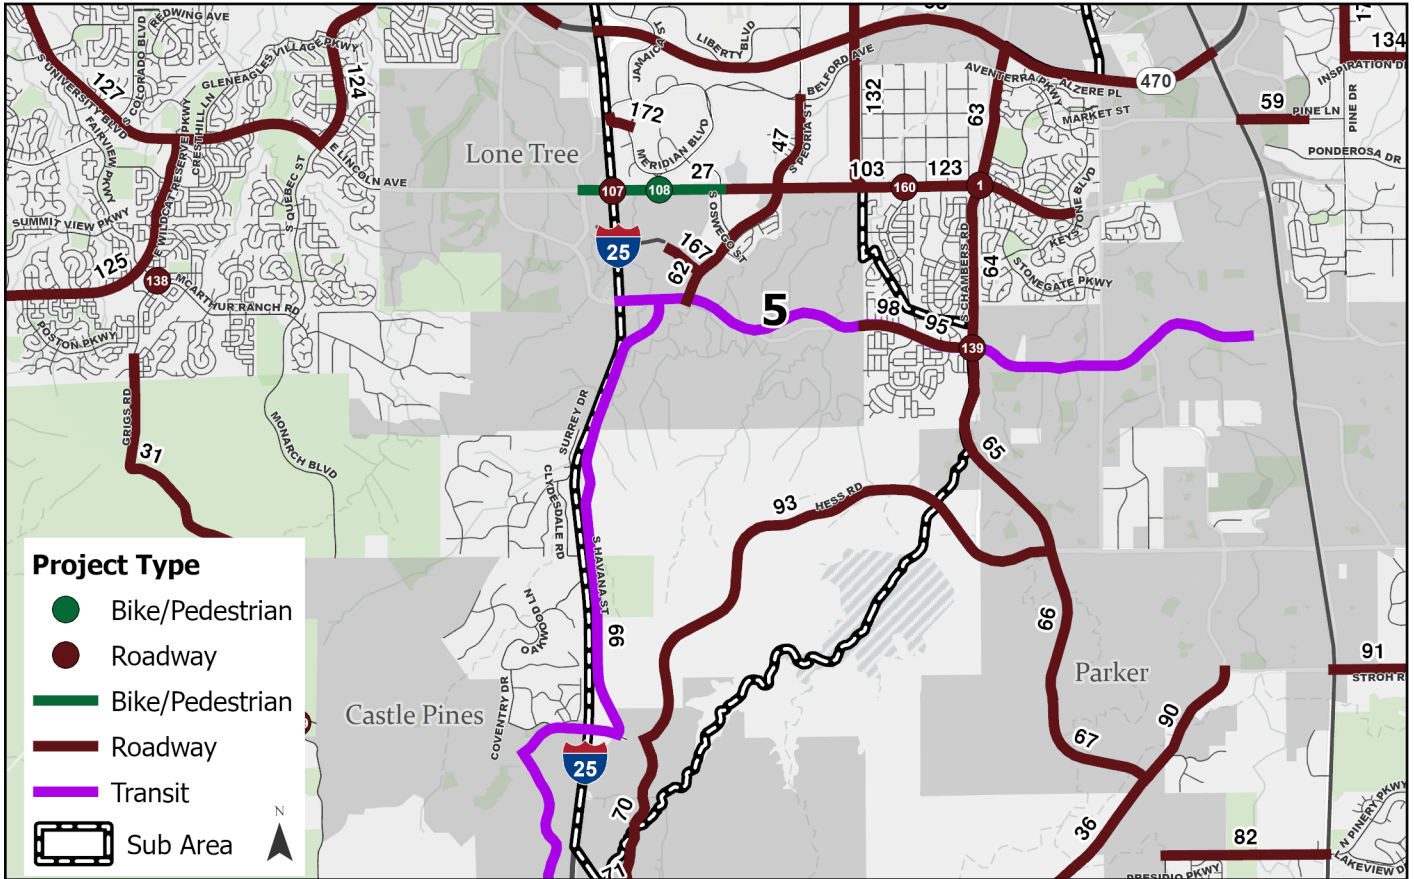 REDWING AVE
S COLORADO BLVD
GLENEAGLES VILLAGE PKWY
S UNIVERSITY BLVD
127
124
FAIRVIEW PKWY
CRESTHILL LN
E WILDCAT RESERVE PKWY
S QUEBEC ST
E LINCOLN AVE
SUMMIT VIEW PKWY
125
138
MCARTHUR RANCH RD
POSTON PKWY
GRIGS RD
31
MONARCH BLVD
Lone Tree
JAMAICA ST
LIBERTY BLVD
172
MERIDIAN BLVD
27
107
108
S OSWEGO ST
47
S PEORIA ST
BELFORD AVE
132
103
123
160
1
63
AVENTERRA PKWY
ALZERE PL
MARKET ST
470
59
PINE LN
PINE DR
134
INSPIRATION D
PONDEROSA DR
25
167
62
5
98
95
S CHAMBERS RD
64
KEYSTONE BLVD
STONEGATE PKWY
139
65
SURREY DR
CLYDESDALE RD
S HAVANA ST
99
OAKWOOD LN
COVENTRY DR
Castle Pines
25
93
HESS RD
66
Parker
67
90
91
STROH R
36
82
70
71
PRESIDIO PKWY
N PINERY PKWY
LAKEVIEW D
Project Type
Bike/Pedestrian
Roadway
Bike/Pedestrian
Roadway
Transit
Sub Area
N